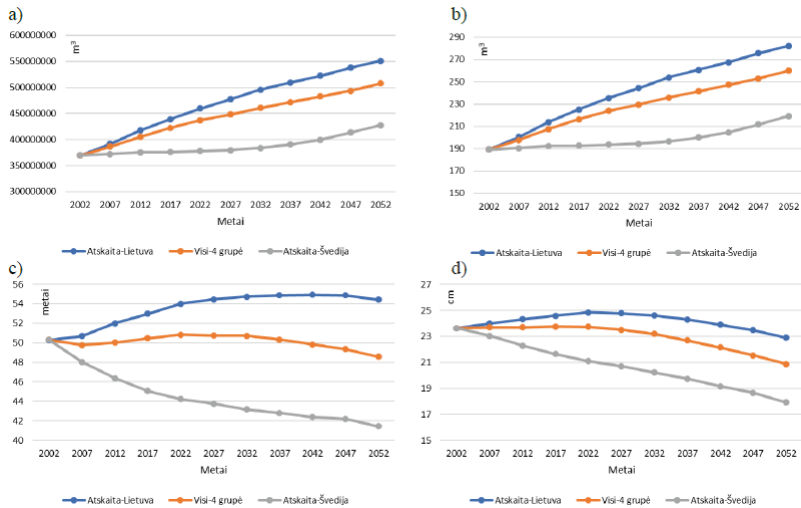 a)
600000000
550000000
500000000
450000000
400000000
350000000
300000000
m³
2002 2007 2012 2017 2022 2027 2032 2037 2042 2047 2052
Metai
Atskaita-Lietuva Visi-4 grupė Atskaita-Švedija
b)
290
270
250
230
210
190
170
150
m³
2002 2007 2012 2017 2022 2027 2032 2037 2042 2047 2052
Metai
Atskaita-Lietuva Visi-4 grupė Atskaita-Švedija
c)
56
54
52
50
48
46
44
42
40
metai
2002 2007 2012 2017 2022 2027 2032 2037 2042 2047 2052
Metai
Atskaita-Lietuva Visi-4 grupė Atskaita-Švedija
d)
27
25
23
21
19
17
15
2002 2007 2012 2017 2022 2027 2032 2037 2042 2047 2052
Metai
Atskaita-Lietuva Visi-4 grupė Atskaita-Švedija